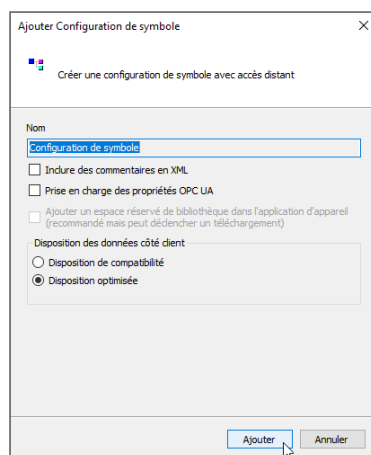 Ajouter Configuration de symbole
Créer une configuration de symbole avec accès distant
Nom
Configuration de symbole
Inclure des commentaires en XML
Prise en charge des propriétés OPC UA
Ajouter un espace réservé de bibliothèque dans l'application d'appareil
(recommandé mais peut déclencher un téléchargement)
Disposition des données côté client
Disposition de compatibilité
Disposition optimisée
Ajouter
Annuler